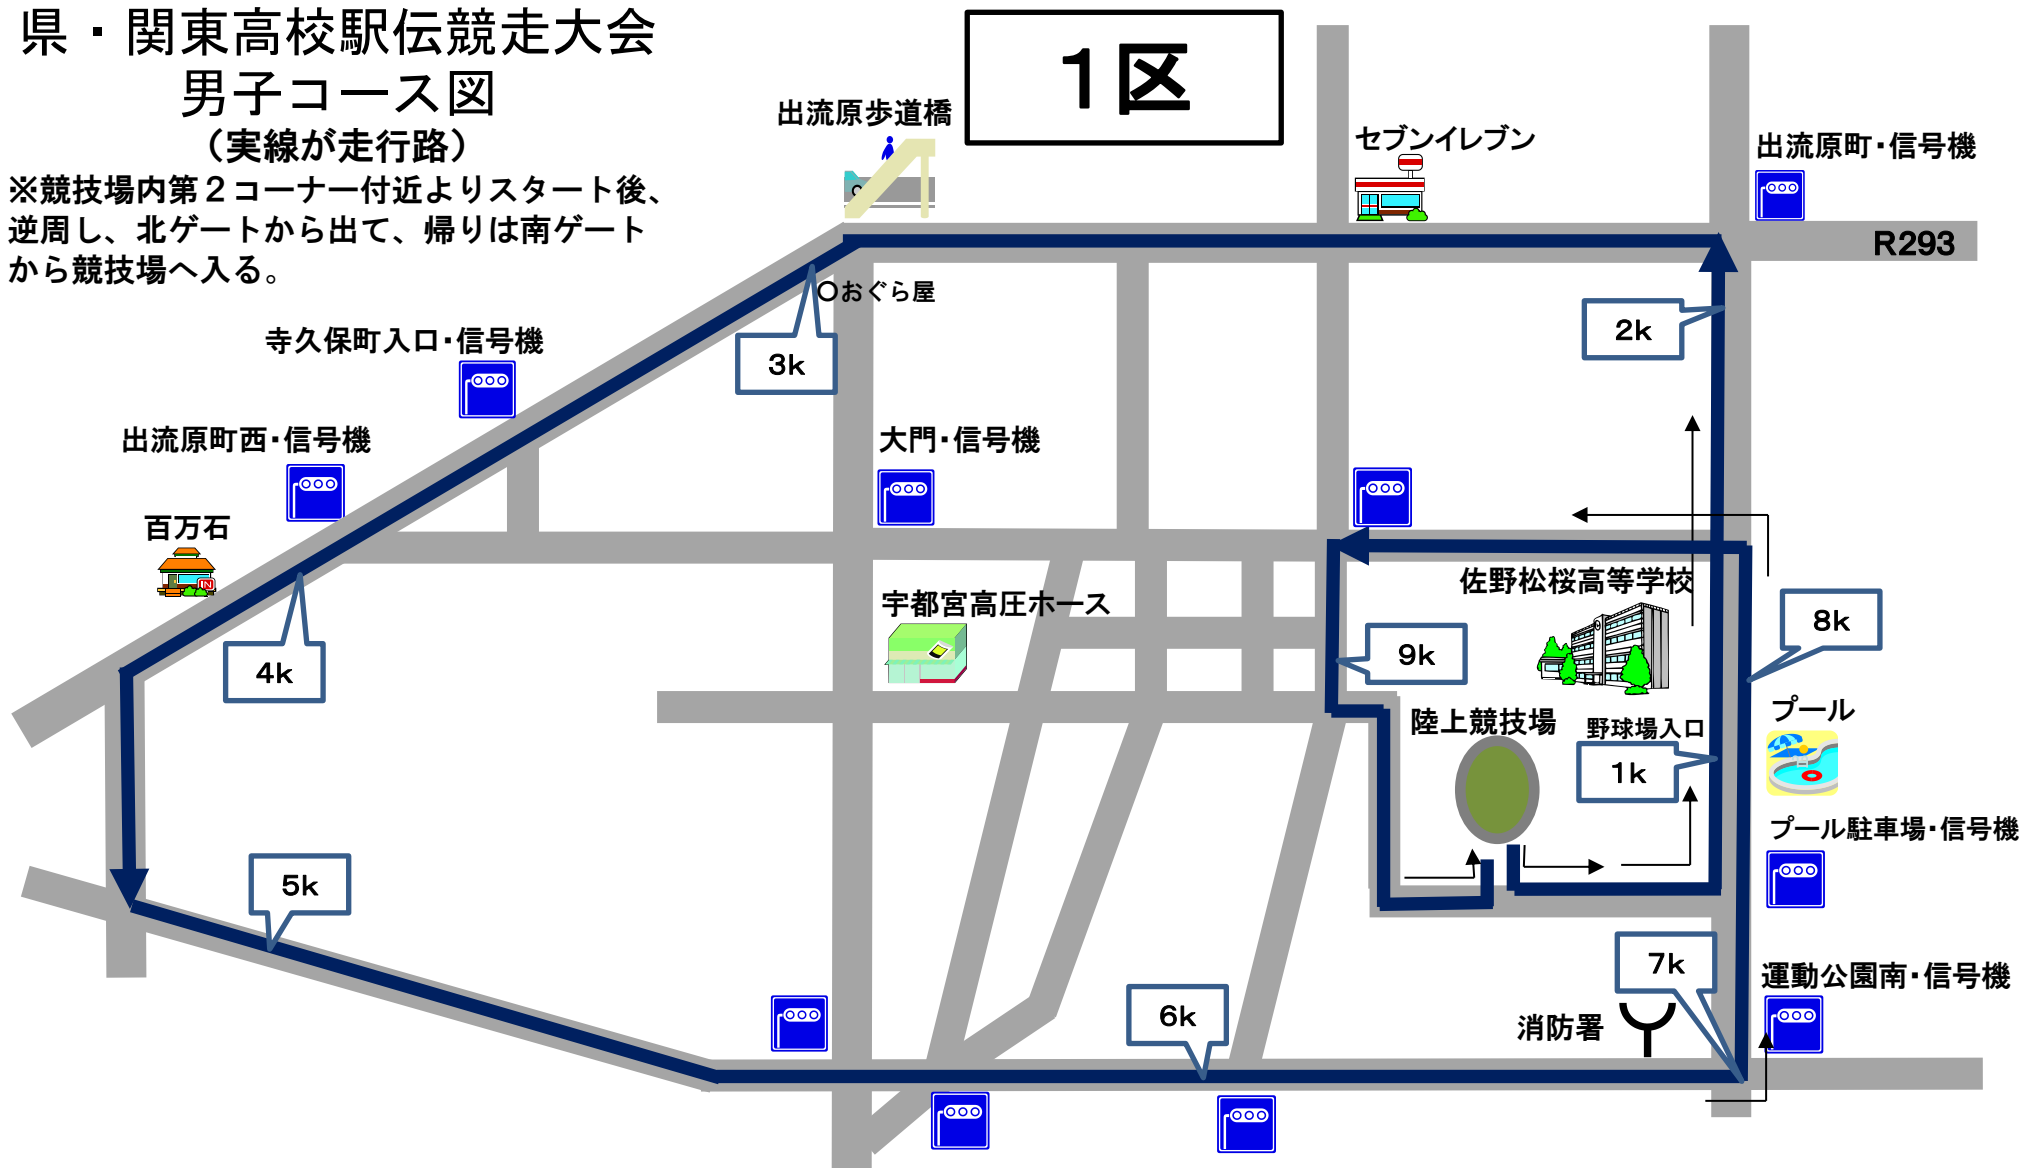 県・関東高校駅伝競走大会
男子コース図
（実線が走行路）
※競技場内第２コーナー付近よりスタート後、
逆周し、北ゲートから出て、帰りは南ゲート
から競技場へ入る。
１区
出流原歩道橋
セブンイレブン
出流原町・信号機
R293
〇おぐら屋
2k
3k
寺久保町入口・信号機
出流原町西・信号機
大門・信号機
百万石
佐野松桜高等学校
宇都宮高圧ホース
8k
9k
4k
プール
陸上競技場
野球場入口
1k
プール駐車場・信号機
5k
7k
運動公園南・信号機
6k
消防署